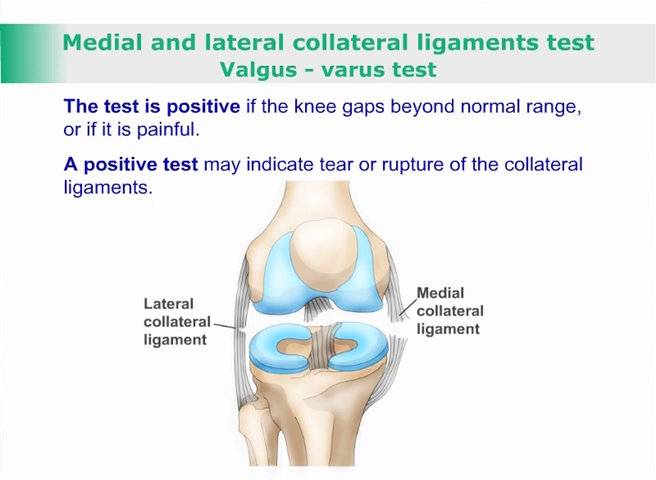 Medial and lateral collateral ligaments test
Valgus - varus test
The test is positive if the knee gaps beyond normal range,
or if it is painful.
A positive test may indicate tear or rupture of the collateral
ligaments.
Lateral
collateral
ligament
Medial
collateral
ligament